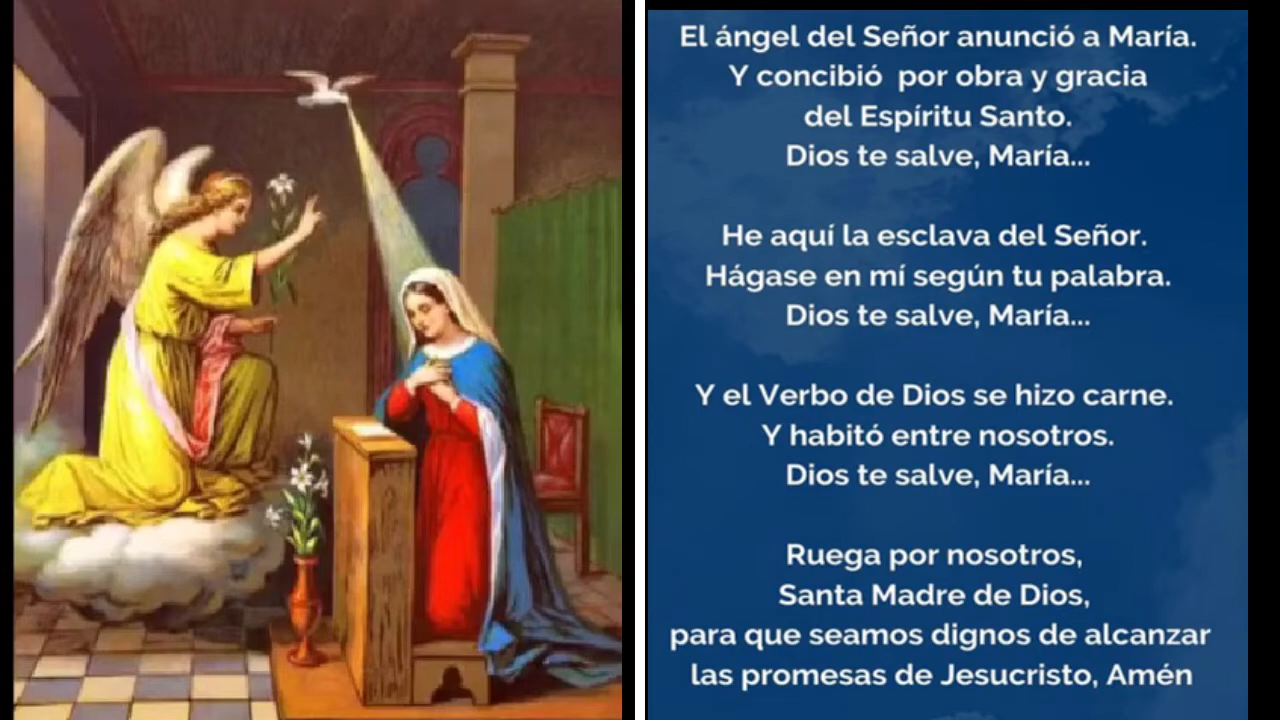 El ángel del Señor anunció a María.
Y concibió por obra y gracia
del Espíritu Santo.
Dios te salve, María...
He aquí la esclava del Señor.
Hágase en mí según tu palabra.
Dios te salve, María...
Y el Verbo de Dios se hizo carne.
Y habitó entre nosotros.
Dios te salve, María...
Ruega por nosotros,
Santa Madre de Dios,
para que seamos dignos de alcanzar
las promesas de Jesucristo, Amén